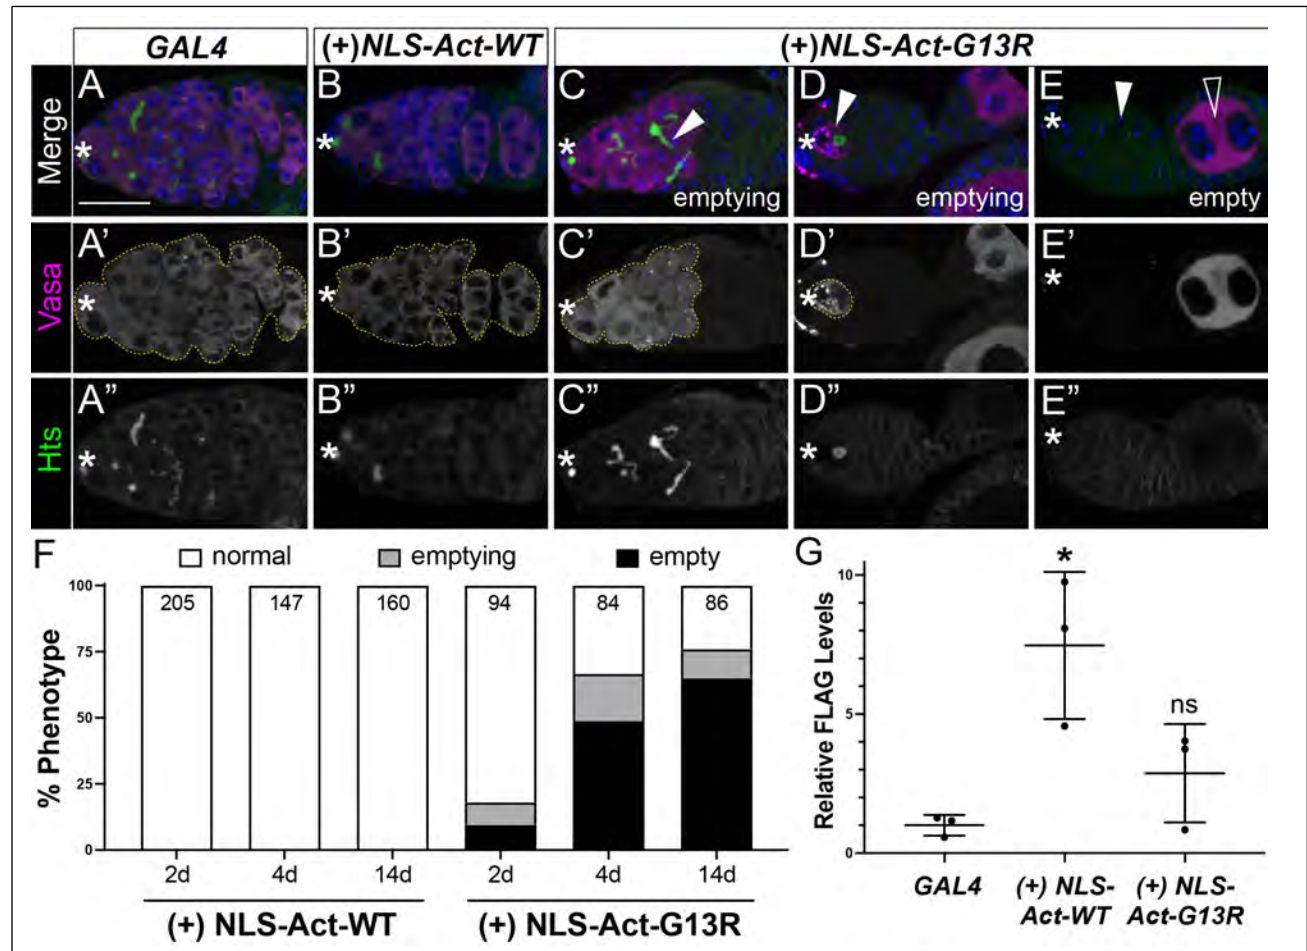 GAL4 (+)NLS-Act-WT (+)NLS-Act-G13R
Merge
A B C D E
* * * * *
emptying emptying empty
Vasa
A' B' C' D' E'
* * * * *
Hts
A" B" C" D" E"
* * * * *
F
normal emptying empty
% Phenotype
100
75
50
25
0
205 147 160 94 84 86
2d 4d 14d 2d 4d 14d
(+) NLS-Act-WT (+) NLS-Act-G13R
G
Relative FLAG Levels
10
5
0
*
ns
GAL4 (+) NLS- (+) NLS-
Act-WT Act-G13R